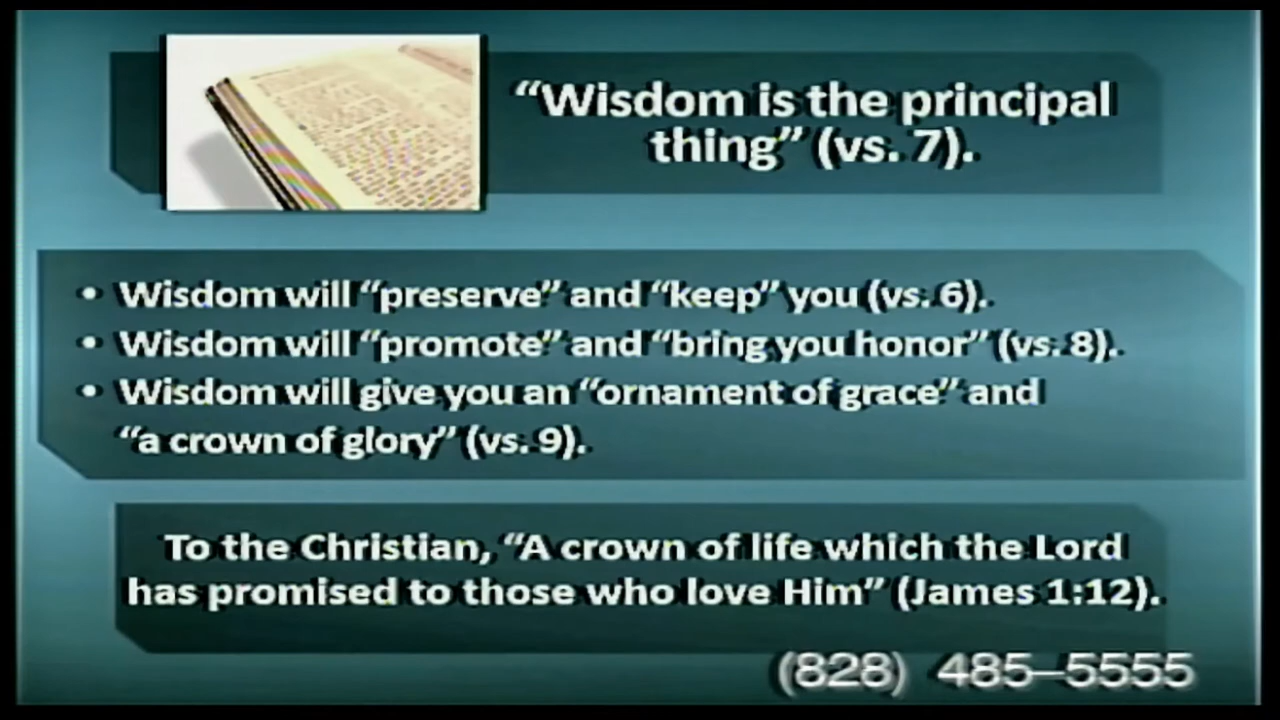 “Wisdom is the principal
thing” (vs. 7).
• Wisdom will “preserve” and “keep” you (vs. 6).
• Wisdom will “promote” and “bring you honor” (vs. 8).
• Wisdom will give you an “ornament of grace” and
“a crown of glory” (vs. 9).
To the Christian, “A crown of life which the Lord
has promised to those who love Him” (James 1:12).
(828) 485–5555